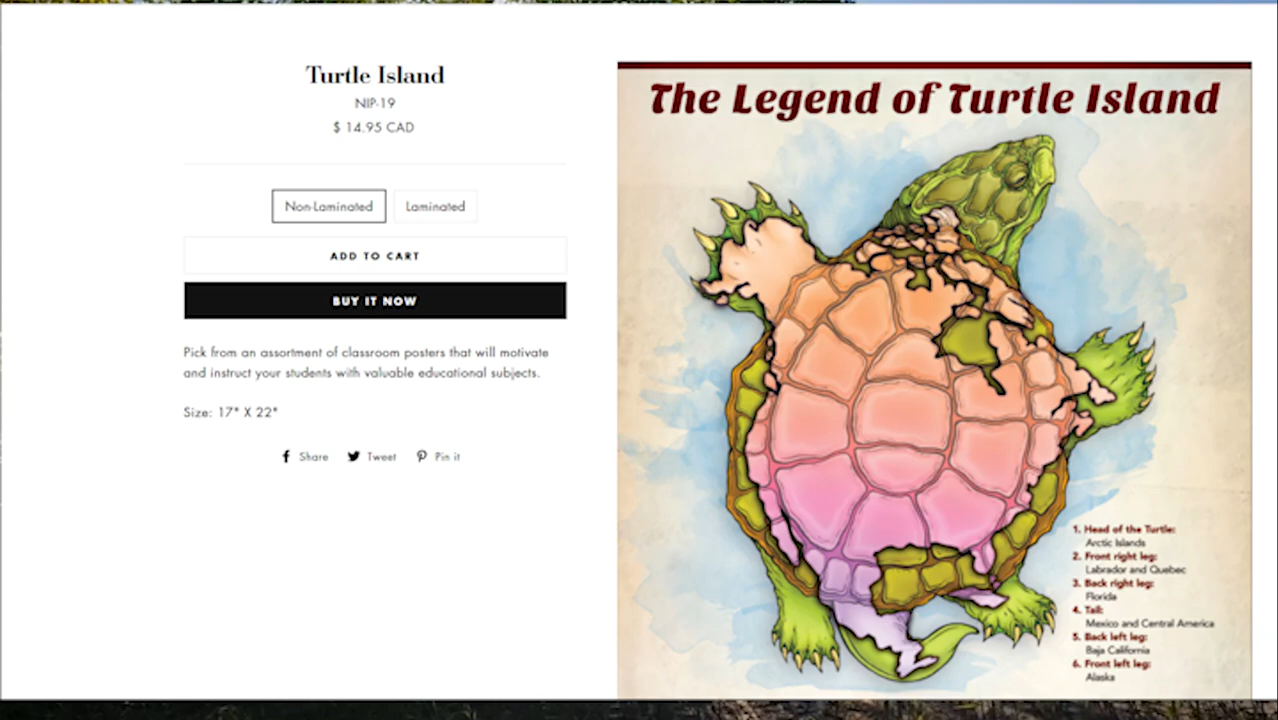 Turtle Island
NIP-19
$ 14.95 CAD
Non-Laminated
Laminated
ADD TO CART
BUY IT NOW
Pick from an assortment of classroom posters that will motivate
and instruct your students with valuable educational subjects.
Size: 17" X 22"
Share
Tweet
Pin it
The Legend of Turtle Island
1. Head of the Turtle:
Arctic Islands
2. Front right leg:
Labrador and Quebec
3. Back right leg:
Florida
4. Tail:
Mexico and Central America
5. Back left leg:
Baja California
6. Front left leg:
Alaska